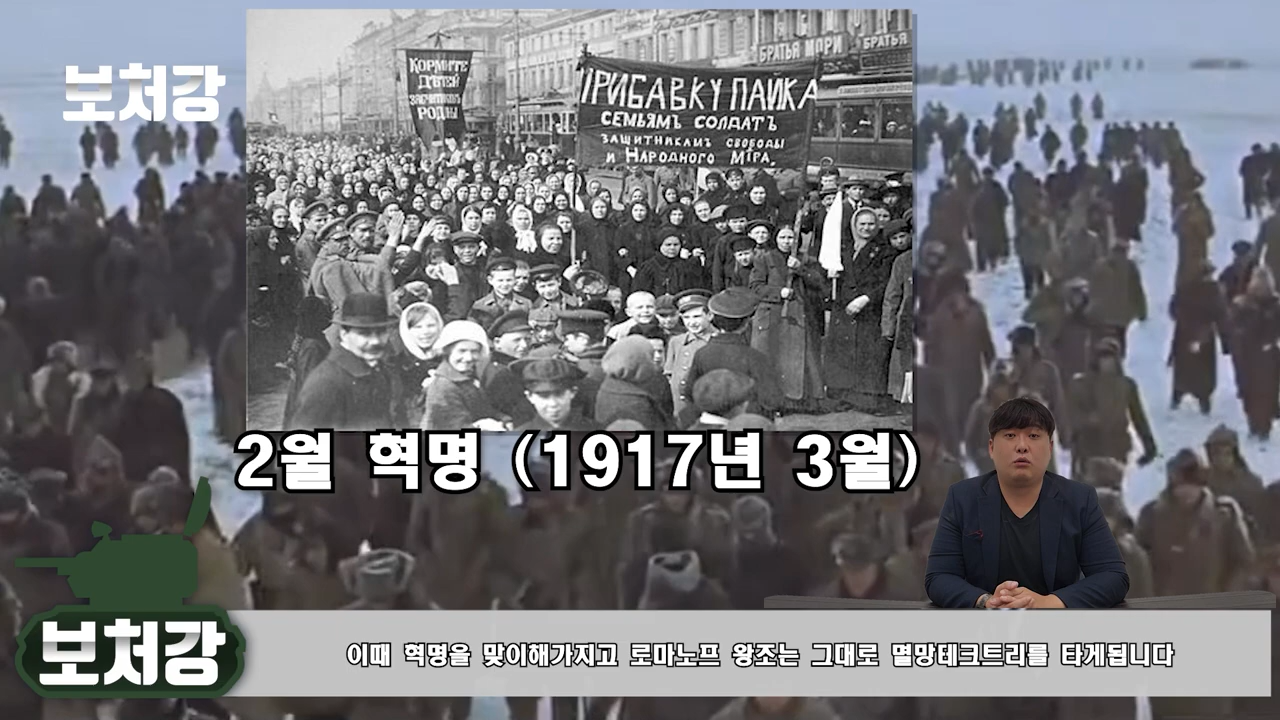 보처강
КОРМИТЕ
ДѢТЕЙ
ЗАЩИТНИКОВЪ
РОДИНЫ
ПРИБАВКУ ПАЙКА
СЕМЬЯМЪ СОЛДАТЪ
ЗАЩИТНИКАМЪ СВОБОДЫ
И НАРОДНОГО МІРА.
БРАТЬЯ МОРИ
БРАТЬЯ
2월 혁명 (1917년 3월)
보처강
이때 혁명을 맞이해가지고 로마노프 왕조는 그대로 멸망테크트리를 타게됩니다